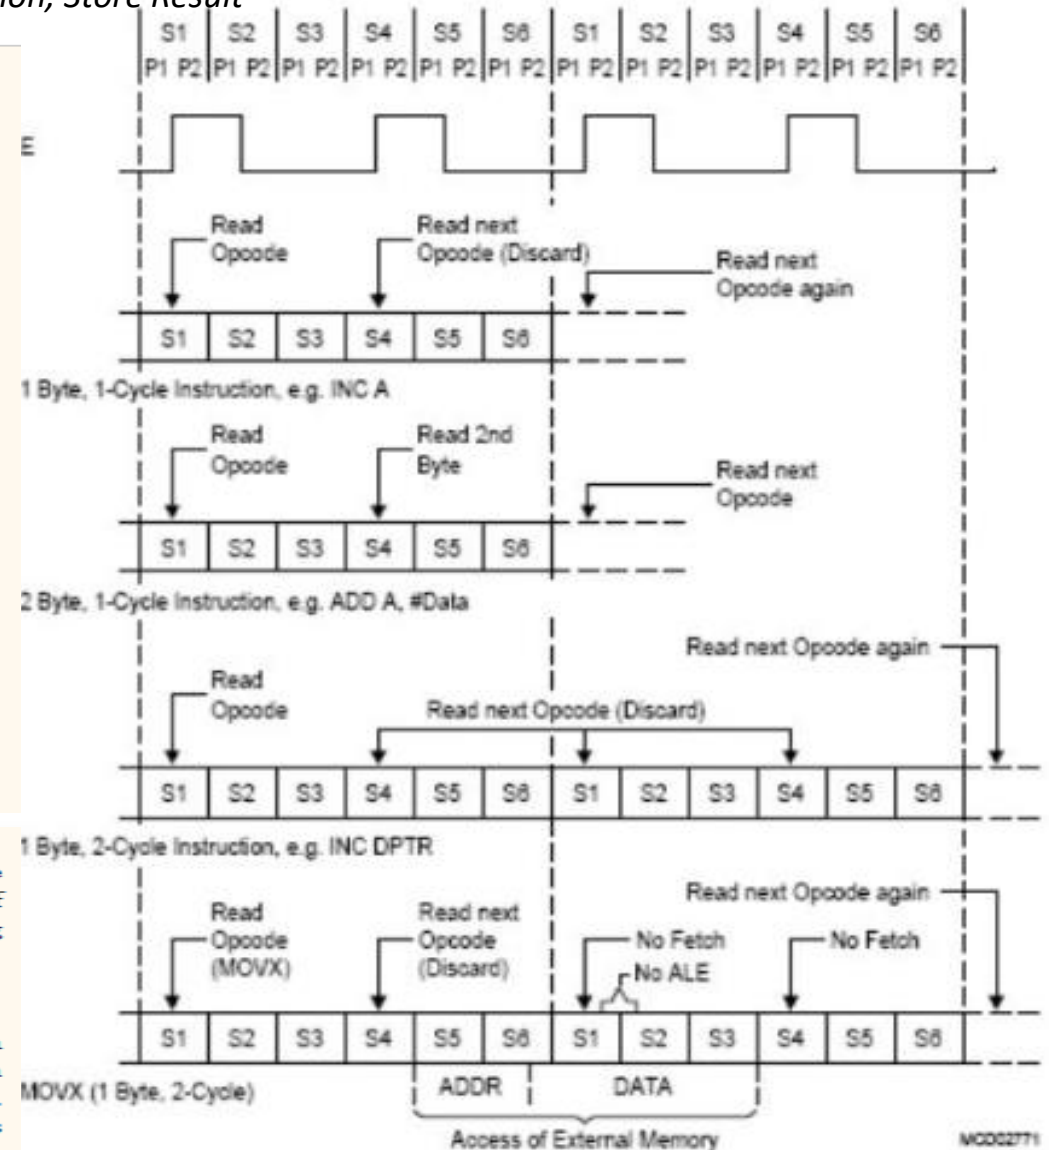 ion, Store Result
S1 S2 S3 S4 S5 S6 S1 S2 S3 S4 S5 S6
P1 P2 P1 P2 P1 P2 P1 P2 P1 P2 P1 P2 P1 P2 P1 P2 P1 P2 P1 P2 P1 P2 P1 P2
E
Read
Opcode
Read next
Opcode (Discard)
Read next
Opcode again
S1 S2 S3 S4 S5 S6
1 Byte, 1-Cycle Instruction, e.g. INC A
Read
Opcode
Read 2nd
Byte
Read next
Opcode
S1 S2 S3 S4 S5 S6
2 Byte, 1-Cycle Instruction, e.g. ADD A, #Data
Read next Opcode again
Read
Opcode
Read next Opcode (Discard)
S1 S2 S3 S4 S5 S6 S1 S2 S3 S4 S5 S6
1 Byte, 2-Cycle Instruction, e.g. INC DPTR
Read next Opcode again
Read
Opcode
(MOVX)
Read next
Opcode
(Discard)
No Fetch
No ALE
No Fetch
S1 S2 S3 S4 S5 S6 S1 S2 S3 S4 S5 S6
MOVX (1 Byte, 2-Cycle)
ADDR DATA
Access of External Memory
MCD02771